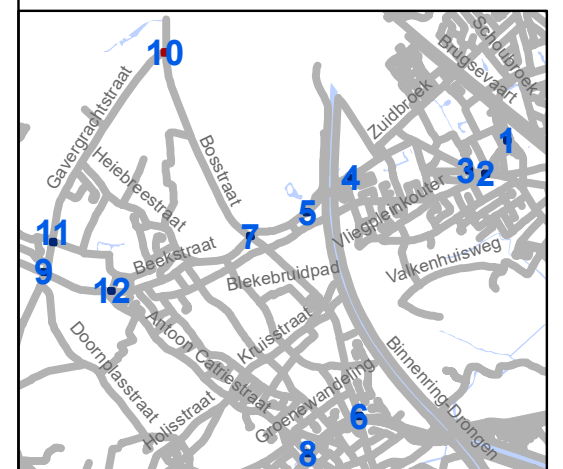 Schoubroek
Brugsevaart
10
Zuidbroek
Gavergrachtstraat
Bosstraat
1
Heiebreestraat
3
2
4
5
Vliegpleinkouter
11
7
Beekstraat
Valkenhuisweg
9
Blekebruidpad
12
Kruisstraat
Antoon Catriestraat
Doornplasstraat
Binnenring-Drongen
Groenewandeling
Holisstraat
6
8